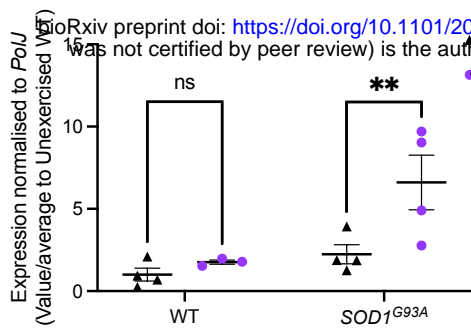 bioRxiv preprint doi: https://doi.org/10.1101/20
was not certified by peer review) is the aut
Expression normalised to PolJ
(Value/average to Unexercised WT)
15
10
5
0
ns
**
WT
SOD1G93A